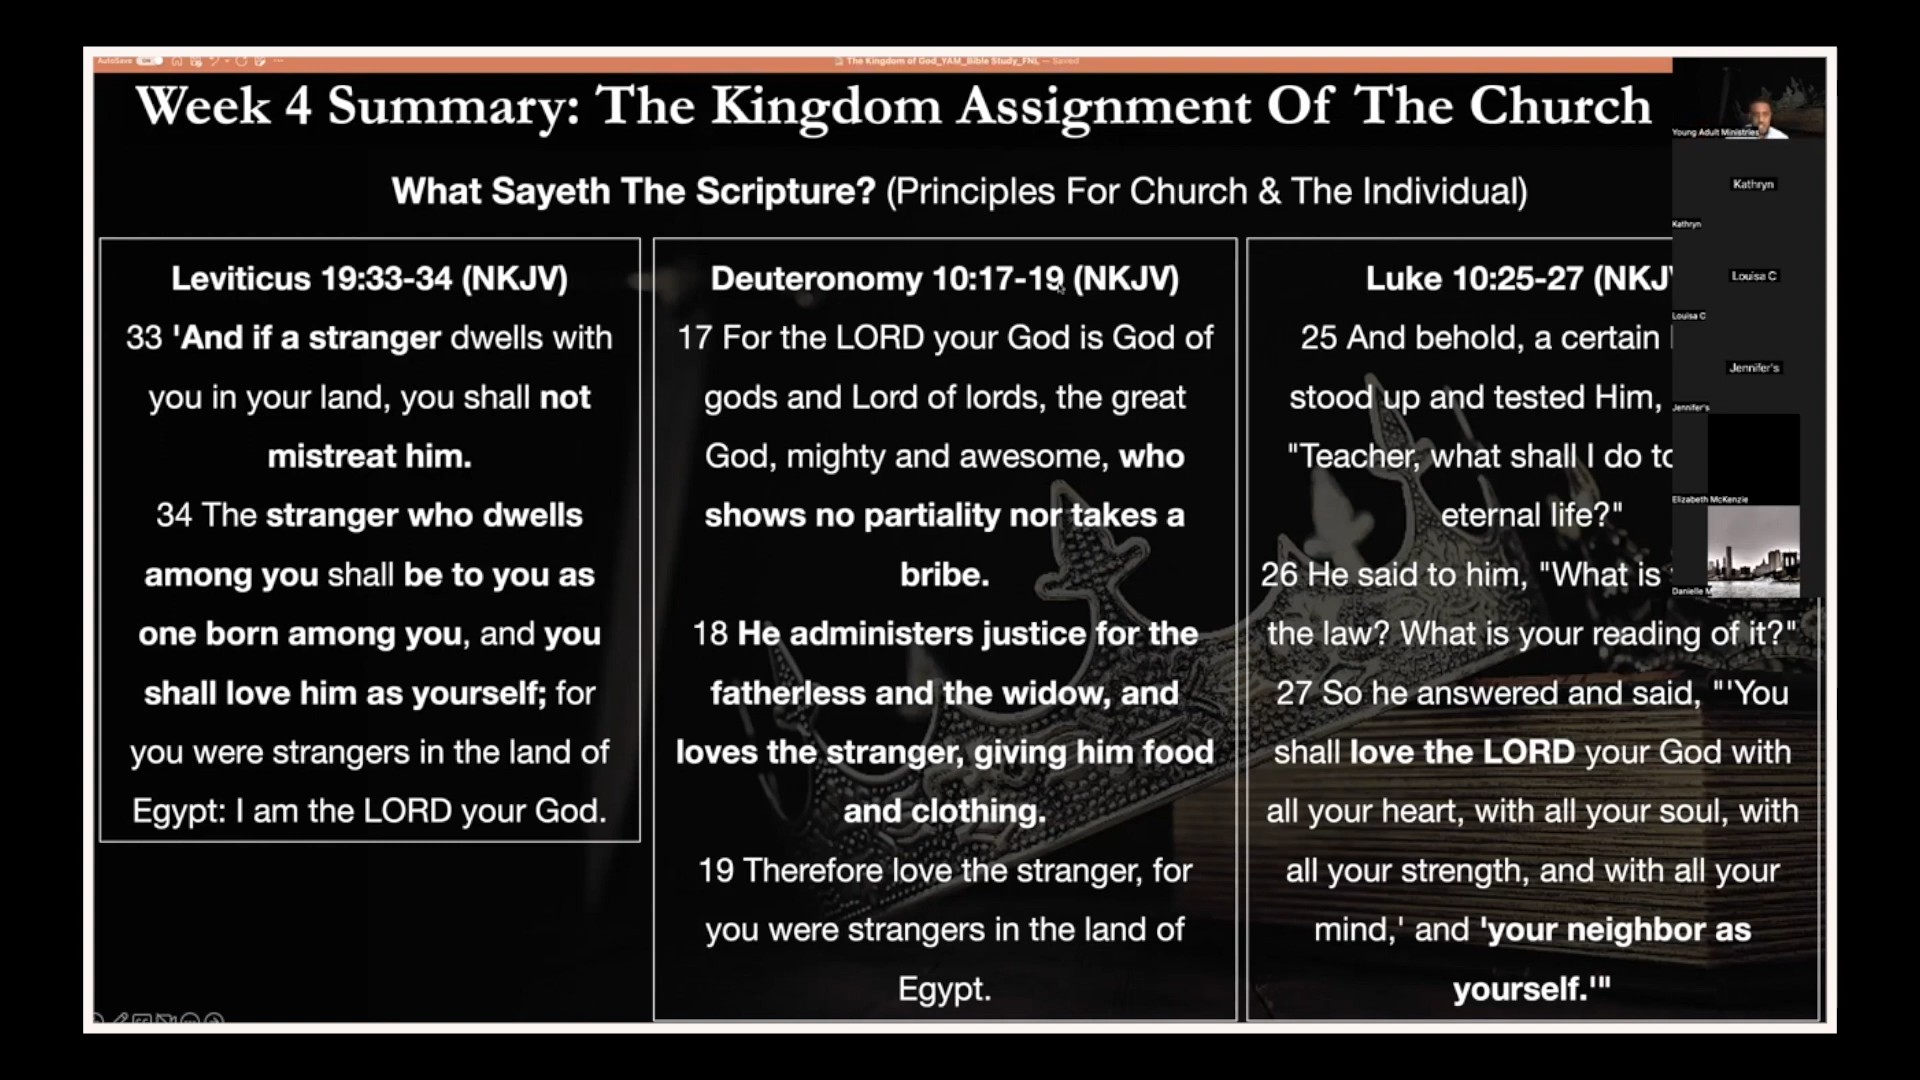 AutoSave ON
The Kingdom of God_YAM_Bible Study_FNL — Saved
Week 4 Summary: The Kingdom Assignment Of The Church
What Sayeth The Scripture? (Principles For Church & The Individual)
Leviticus 19:33-34 (NKJV)
33 'And if a stranger dwells with
you in your land, you shall not
mistreat him.
34 The stranger who dwells
among you shall be to you as
one born among you, and you
shall love him as yourself; for
you were strangers in the land of
Egypt: I am the LORD your God.
Deuteronomy 10:17-19 (NKJV)
17 For the LORD your God is God of
gods and Lord of lords, the great
God, mighty and awesome, who
shows no partiality nor takes a
bribe.
18 He administers justice for the
fatherless and the widow, and
loves the stranger, giving him food
and clothing.
19 Therefore love the stranger, for
you were strangers in the land of
Egypt.
Luke 10:25-27 (NKJV
25 And behold, a certain
stood up and tested Him,
"Teacher, what shall I do to
eternal life?"
26 He said to him, "What is
the law? What is your reading of it?"
27 So he answered and said, "'You
shall love the LORD your God with
all your heart, with all your soul, with
all your strength, and with all your
mind,' and 'your neighbor as
yourself.'"
Young Adult Ministries
Kathryn
Kathryn
Louisa C
Louisa C
Jennifer's
Jennifer's
Elizabeth McKenzie
Danielle M